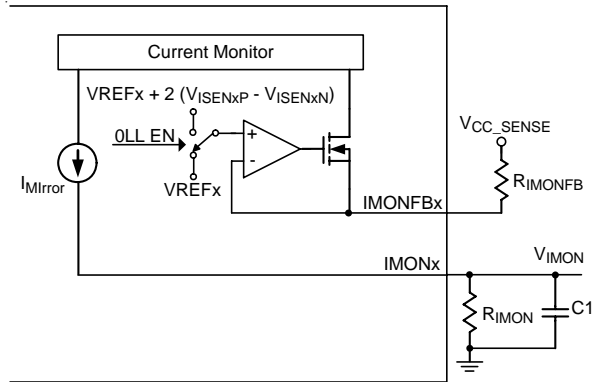 Current Monitor
VREFx + 2 (VISENxP - VISENxN)
0LL EN
VREFx
+
-
IMIrror
VCC_SENSE
RIMONFB
IMONFBx
IMONx
VIMON
RIMON
C1